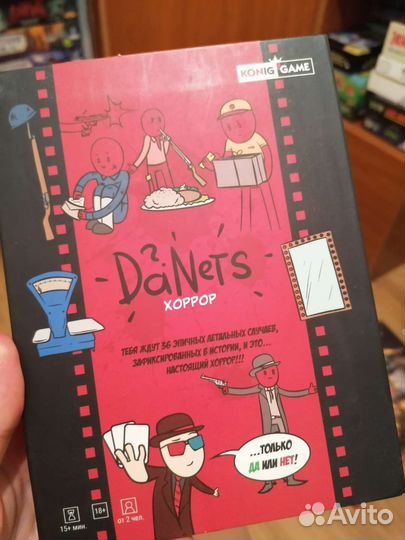 KÖNIG GAME
DaNets
ХОРРОР
ТЕБЯ ЖДУТ 36 ЭПИЧНЫХ ЛЕТАЛЬНЫХ СЛУЧАЕВ,
ЗАФИКСИРОВАННЫХ В ИСТОРИИ, И ЭТО...
НАСТОЯЩИЙ ХОРРОР!!!
...ТОЛЬКО
ДА ИЛИ НЕТ!
15+ мин.
18+
от 2 чел.
Avito